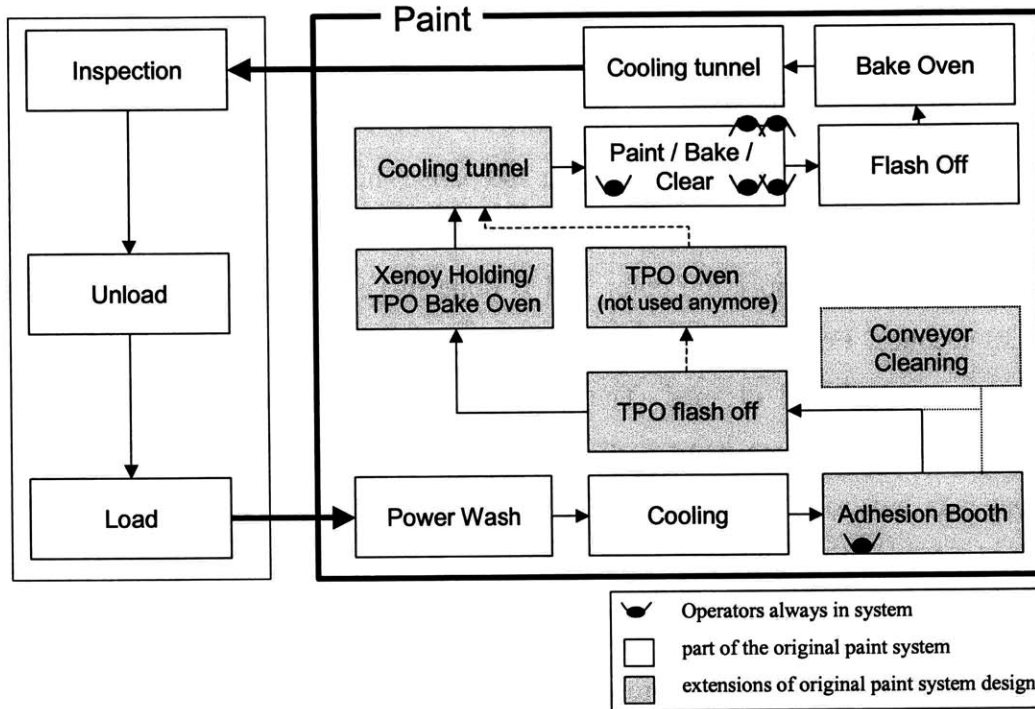 Paint
Inspection
Cooling tunnel
Bake Oven
Cooling tunnel
Paint / Bake /
Clear
Flash Off
Unload
Xenoy Holding/
TPO Bake Oven
TPO Oven
(not used anymore)
Conveyor
Cleaning
TPO flash off
Load
Power Wash
Cooling
Adhesion Booth
Operators always in system
part of the original paint system
extensions of original paint system design